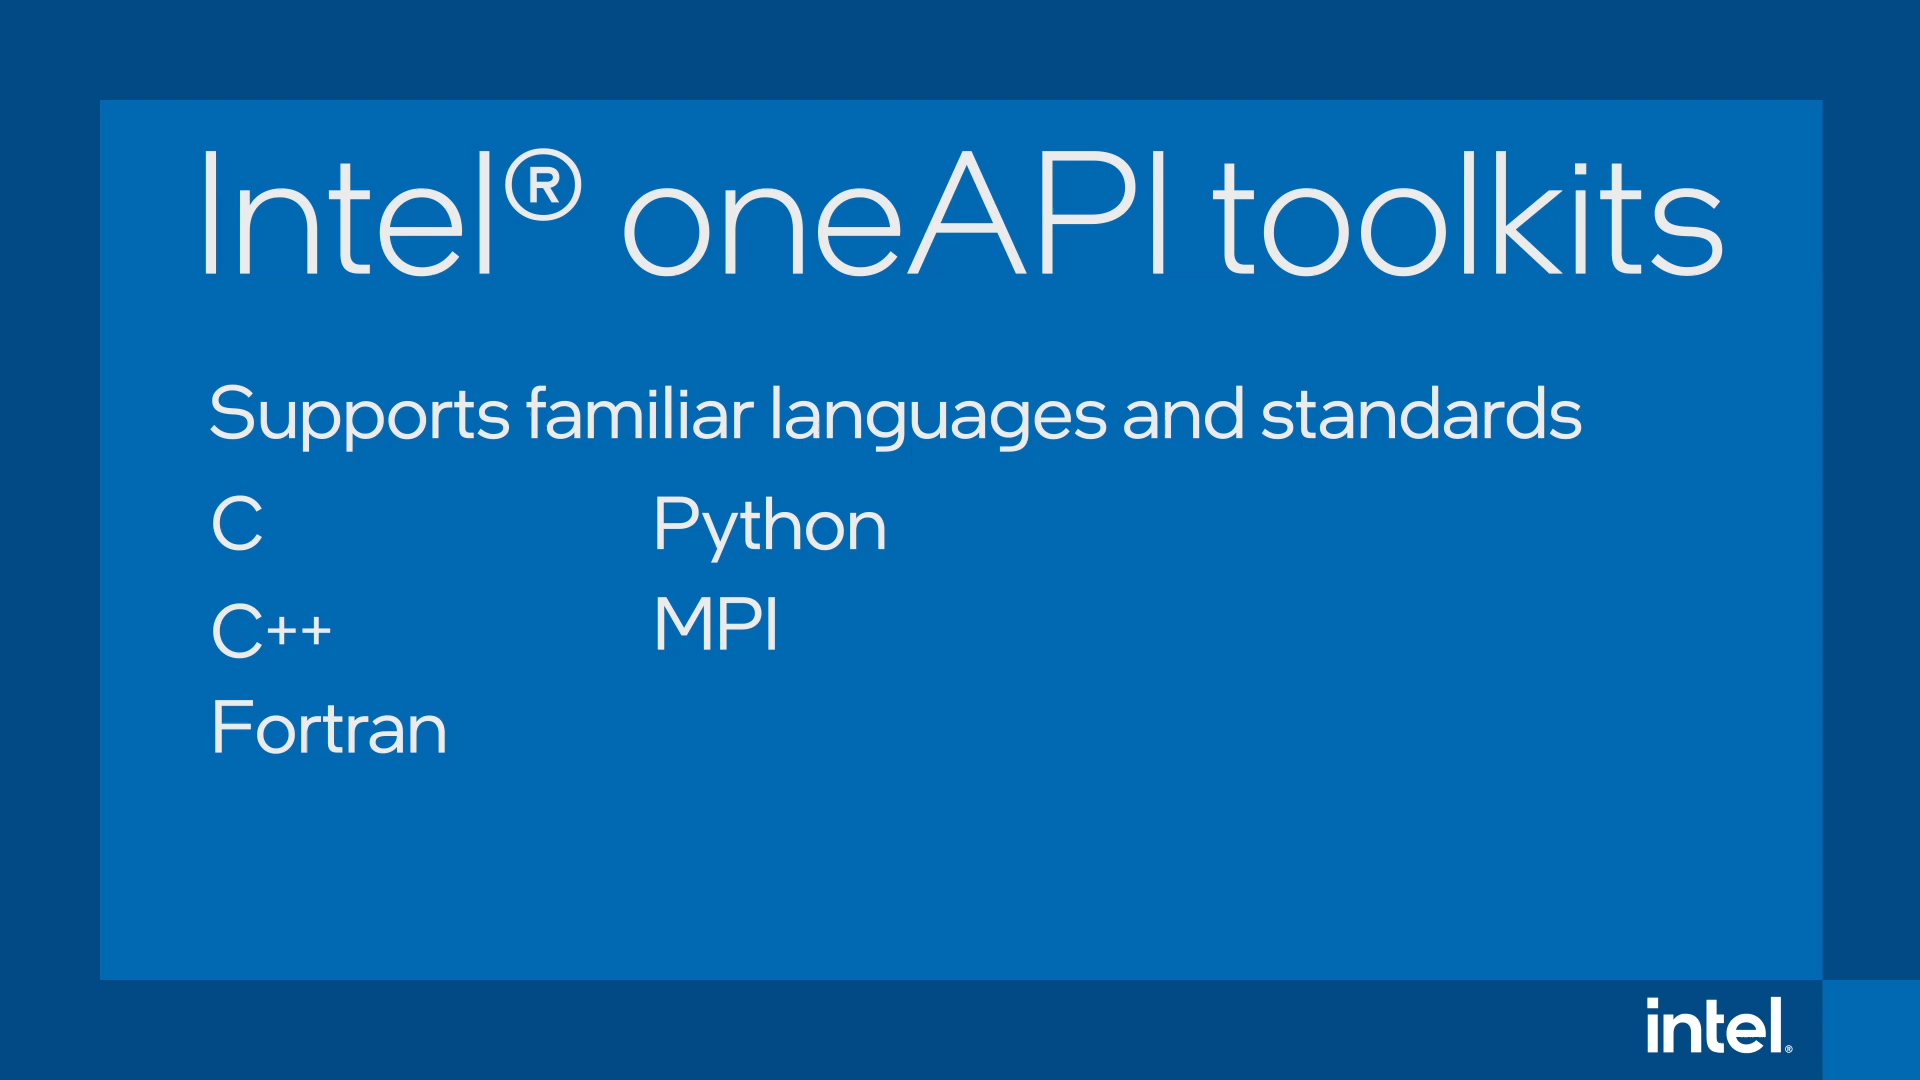 Intel® oneAPI toolkits
Supports familiar languages and standards
C
C++
Fortran
Python
MPI
intel®